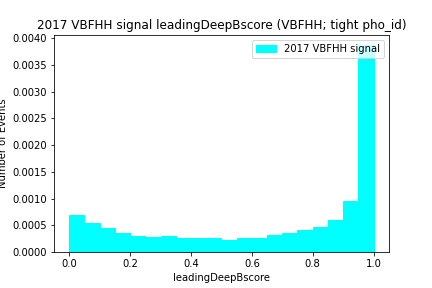 2017 VBFHH signal leadingDeepBscore (VBFHH; tight pho_id)
2017 VBFHH signal
Number of Events
0.0040
0.0035
0.0030
0.0025
0.0020
0.0015
0.0010
0.0005
0.0000
0.0 0.2 0.4 0.6 0.8 1.0
leadingDeepBscore